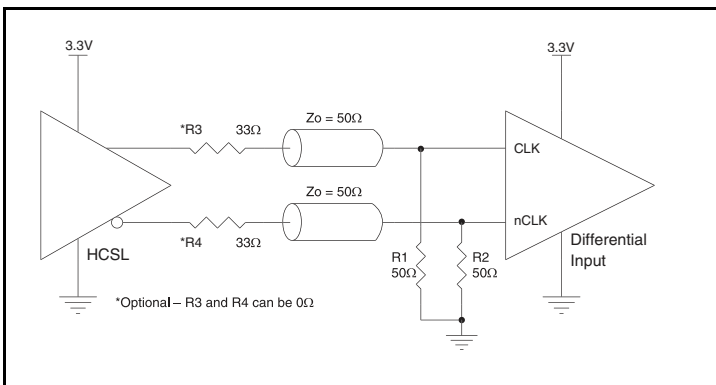 3.3V
3.3V
*R3 33Ω
Zo = 50Ω
CLK
Zo = 50Ω
nCLK
*R4 33Ω
HCSL
R1
50Ω
R2
50Ω
Differential
Input
*Optional – R3 and R4 can be 0Ω